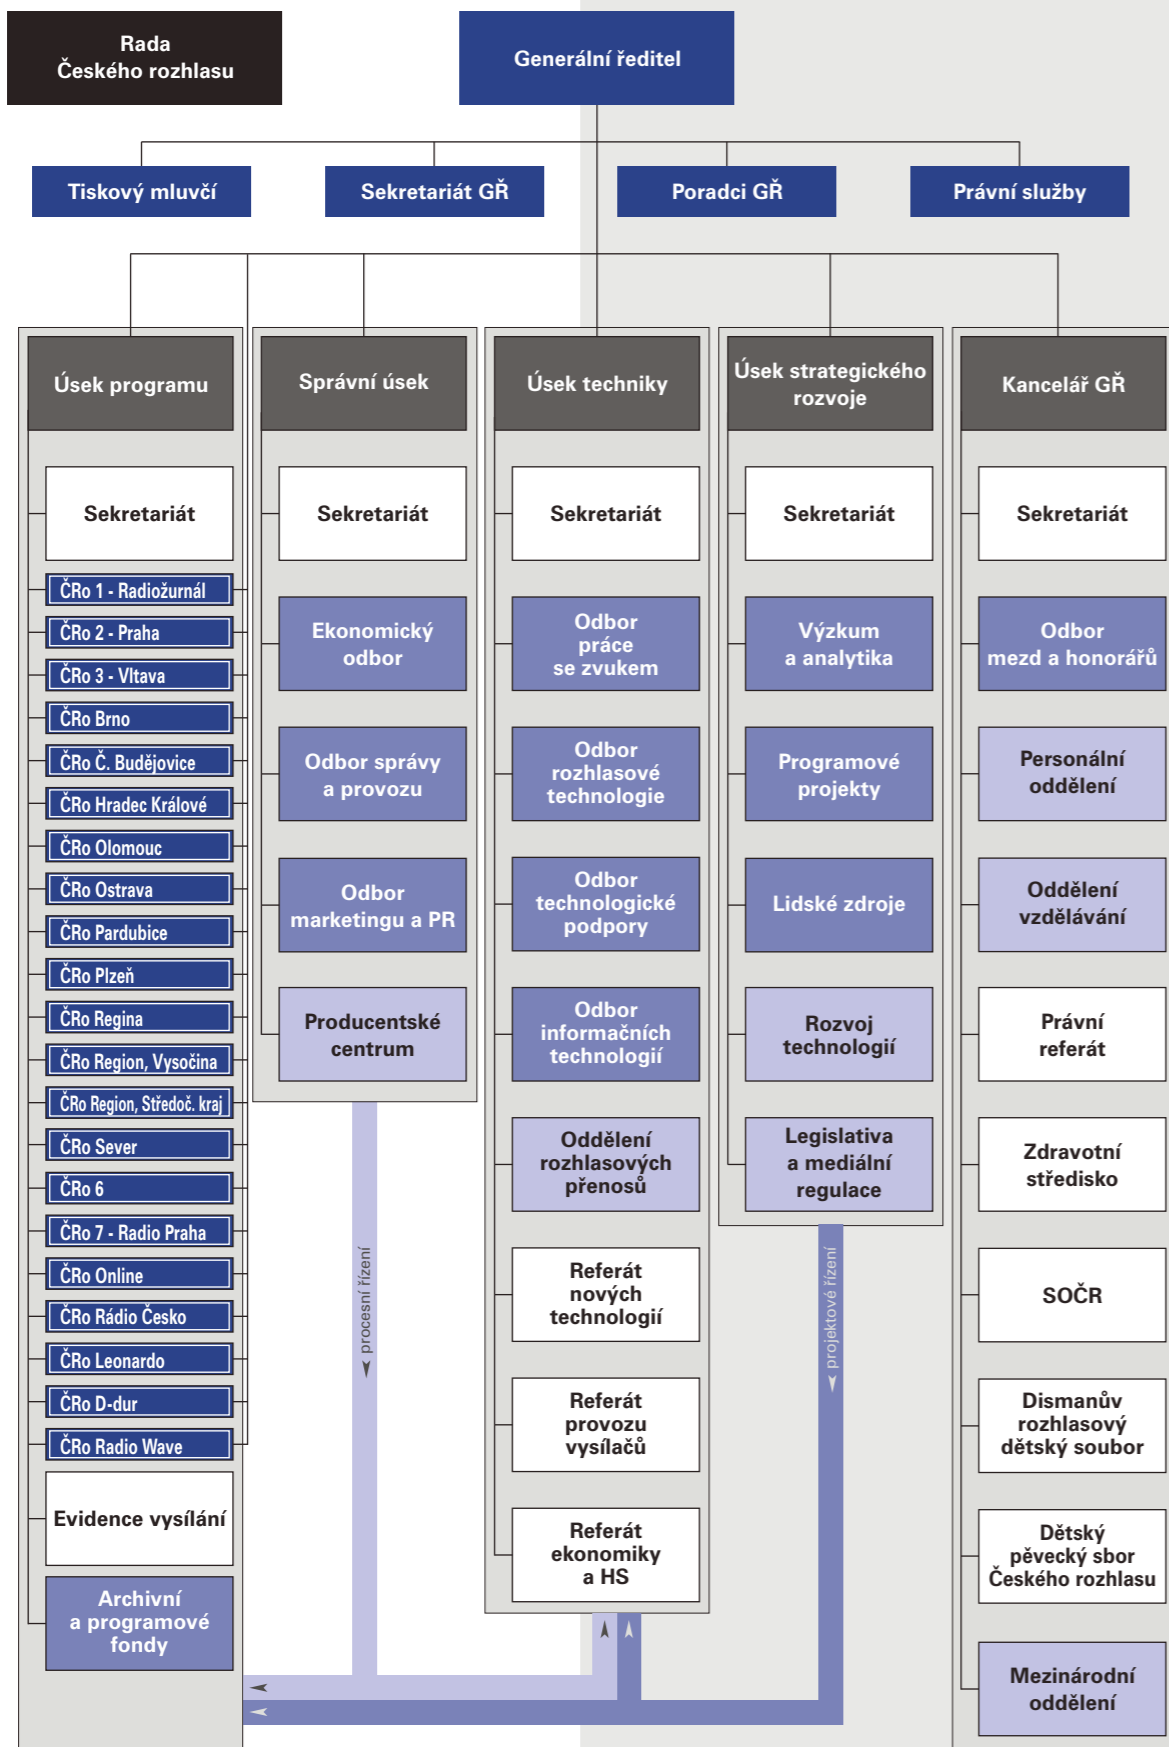 Rada
Českého rozhlasu
Generální ředitel
Tiskový mluvčí
Sekretariát GŘ
Poradci GŘ
Právní služby
Úsek programu
Sekretariát
ČRo 1 - Radiožurnál
ČRo 2 - Praha
ČRo 3 - Vltava
ČRo Brno
ČRo Č. Budějovice
ČRo Hradec Králové
ČRo Olomouc
ČRo Ostrava
ČRo Pardubice
ČRo Plzeň
ČRo Regina
ČRo Region, Vysočina
ČRo Region, Středoč. kraj
ČRo Sever
ČRo 6
ČRo 7 - Radio Praha
ČRo Online
ČRo Rádio Česko
ČRo Leonardo
ČRo D-dur
ČRo Radio Wave
Evidence vysílání
Archivní
a programové
fondy
Správní úsek
Sekretariát
Ekonomický
odbor
Odbor správy
a provozu
Odbor
marketingu a PR
Producentské
centrum
procesní řízení
Úsek techniky
Sekretariát
Odbor
práce
se zvukem
Odbor
rozhlasové
technologie
Odbor
technologické
podpory
Odbor
informačních
technologií
Oddělení
rozhlasových
přenosů
Referát
nových
technologií
Referát
provozu
vysílačů
Referát
ekonomiky
a HS
Úsek strategického
rozvoje
Sekretariát
Výzkum
a analytika
Programové
projekty
Lidské zdroje
Rozvoj
technologií
Legislativa
a mediální
regulace
projektové řízení
Kancelář GŘ
Sekretariát
Odbor
mezd a honorářů
Personální
oddělení
Oddělení
vzdělávání
Právní
referát
Zdravotní
středisko
SOČR
Dismanův
rozhlasový
dětský soubor
Dětský
pěvecký sbor
Českého rozhlasu
Mezinárodní
oddělení